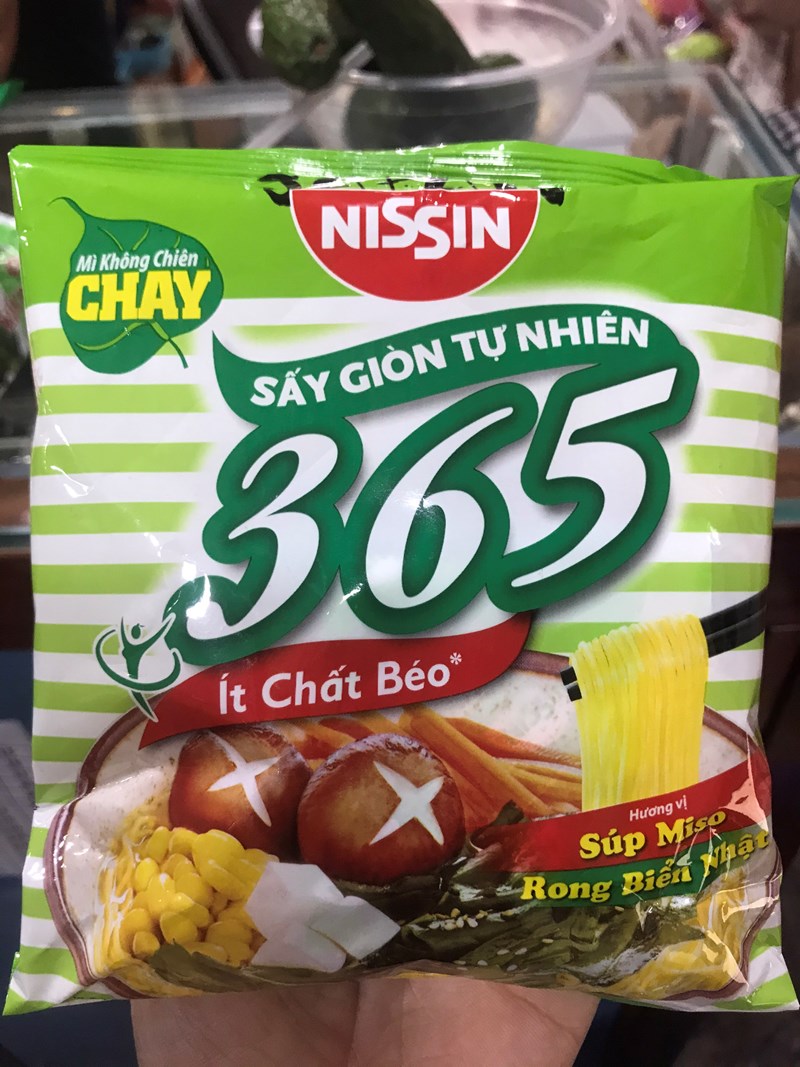 NISSIN
Mì Không Chiên
CHAY
SẤY GIÒN TỰ NHIÊN
365
Ít Chất Béo*
Hương vị
Súp Miso
Rong Biển Nhật